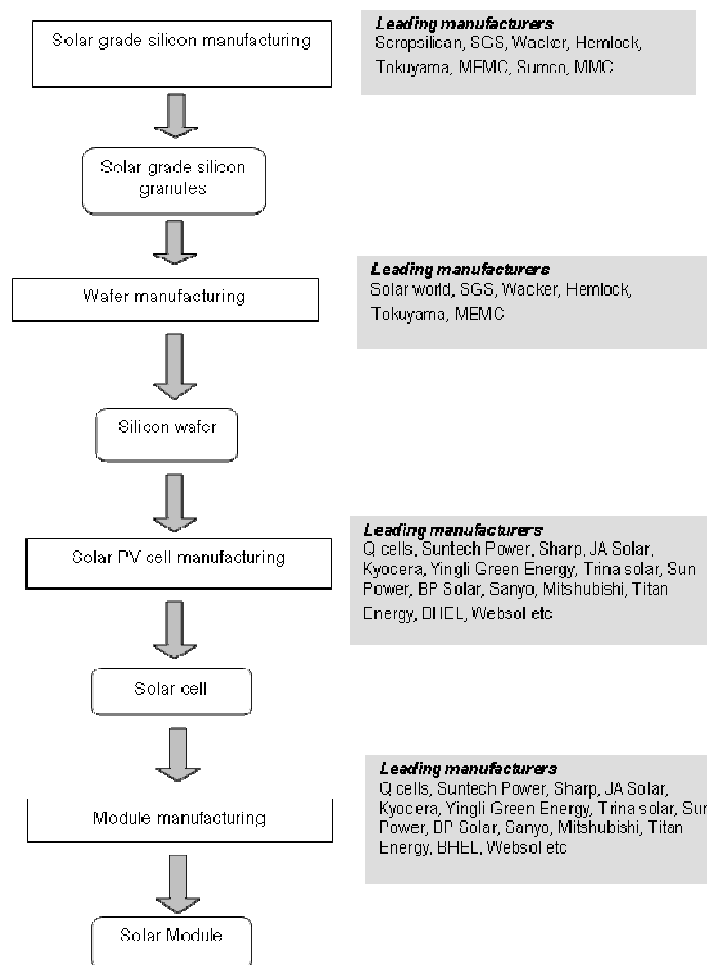 Solar grade silicon manufacturing
Leading manufacturers
Scropsilican, SGS, Wacker, Hemlock,
Tokuyama, MEMC, Sumco, MMC
Solar grade silicon
granules
Wafer manufacturing
Leading manufacturers
Solar world, SGS, Wacker, Hemlock,
Tokuyama, MEMC
Silicon wafer
Solar PV cell manufacturing
Leading manufacturers
Q cells, Suntech Power, Sharp, JA Solar,
Kyocera, Yingli Green Energy, Trina solar, Sun
Power, BP Solar, Sanyo, Mitshubishi, Titan
Energy, BHEL, Websol etc
Solar cell
Module manufacturing
Leading manufacturers
Q cells, Suntech Power, Sharp, JA Solar,
Kyocera, Yingli Green Energy, Trina solar, Sun
Power, BP Solar, Sanyo, Mitshubishi, Titan
Energy, BHEL, Websol etc
Solar Module